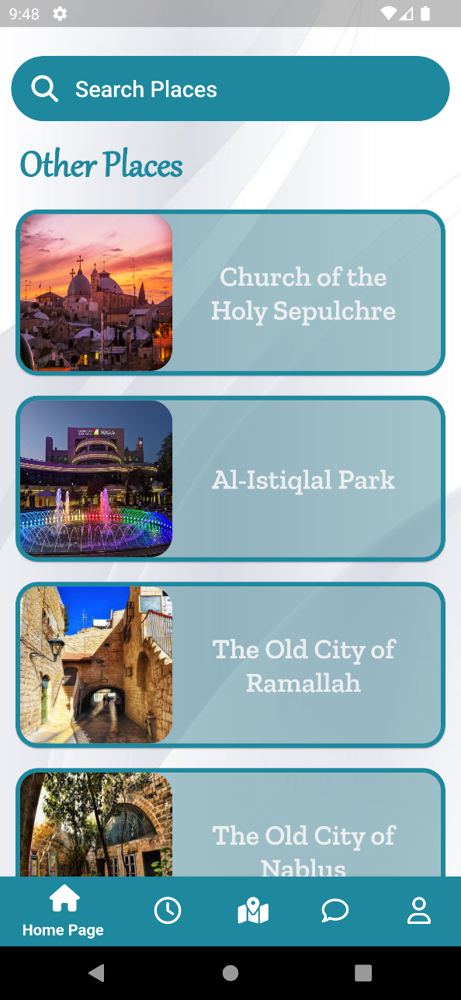 9:48
Search Places
Other Places
Church of the
Holy Sepulchre
Al-Istiqlal Park
The Old City of
Ramallah
The Old City of
Nablus
Home Page